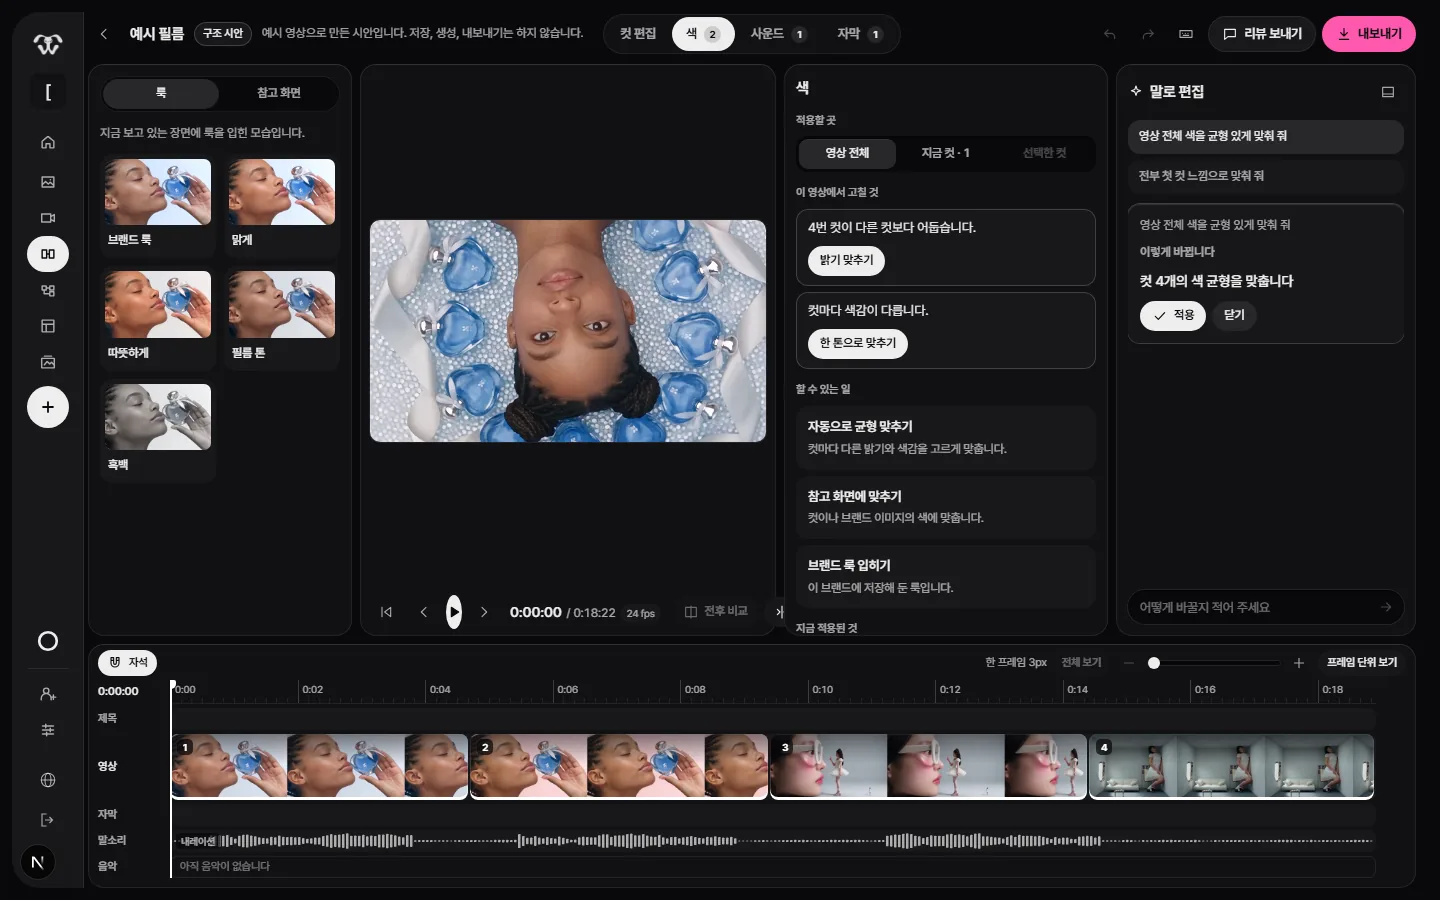 예시 필름
구조 시안
예시 영상으로 만든 시안입니다. 저장, 생성, 내보내기는 하지 않습니다.
컷 편집
색 2
사운드 1
자막 1
리뷰 보내기
내보내기
[
룩
참고 화면
지금 보고 있는 장면에 룩을 입힌 모습입니다.
브랜드 룩
맑게
따뜻하게
필름 톤
흑백
0:00:00 / 0:18:22 24 fps
전후 비교
색
적용할 곳
영상 전체
지금 컷 · 1
선택한 컷
이 영상에서 고칠 것
4번 컷이 다른 컷보다 어둡습니다.
밝기 맞추기
컷마다 색감이 다릅니다.
한 톤으로 맞추기
할 수 있는 일
자동으로 균형 맞추기
컷마다 다른 밝기와 색감을 고르게 맞춥니다.
참고 화면에 맞추기
컷이나 브랜드 이미지의 색에 맞춥니다.
브랜드 룩 입히기
이 브랜드에 저장해 둔 룩입니다.
지금 적용된 것
말로 편집
영상 전체 색을 균형 있게 맞춰 줘
전부 첫 컷 느낌으로 맞춰 줘
영상 전체 색을 균형 있게 맞춰 줘
이렇게 바뀝니다
컷 4개의 색 균형을 맞춥니다
적용
닫기
어떻게 바꿀지 적어 주세요
자석
한 프레임 3px
전체 보기
프레임 단위 보기
0:00:00
0:00
0:02
0:04
0:06
0:08
0:10
0:12
0:14
0:16
0:18
제목
영상
1
2
3
4
자막
말소리
내레이션
음악
아직 음악이 없습니다
N